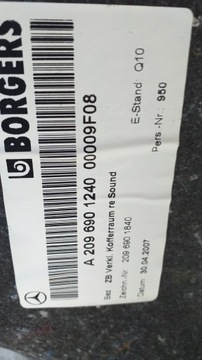 BORGERS
A 209 690 1240 00009F08
Bez. ZB Verkl. Kofferraum re Sound
Zeichn.-Nr. 209 690 1840
Datum: 30.04.2007
E-Stand: Q10
Pers.-Nr.: 950